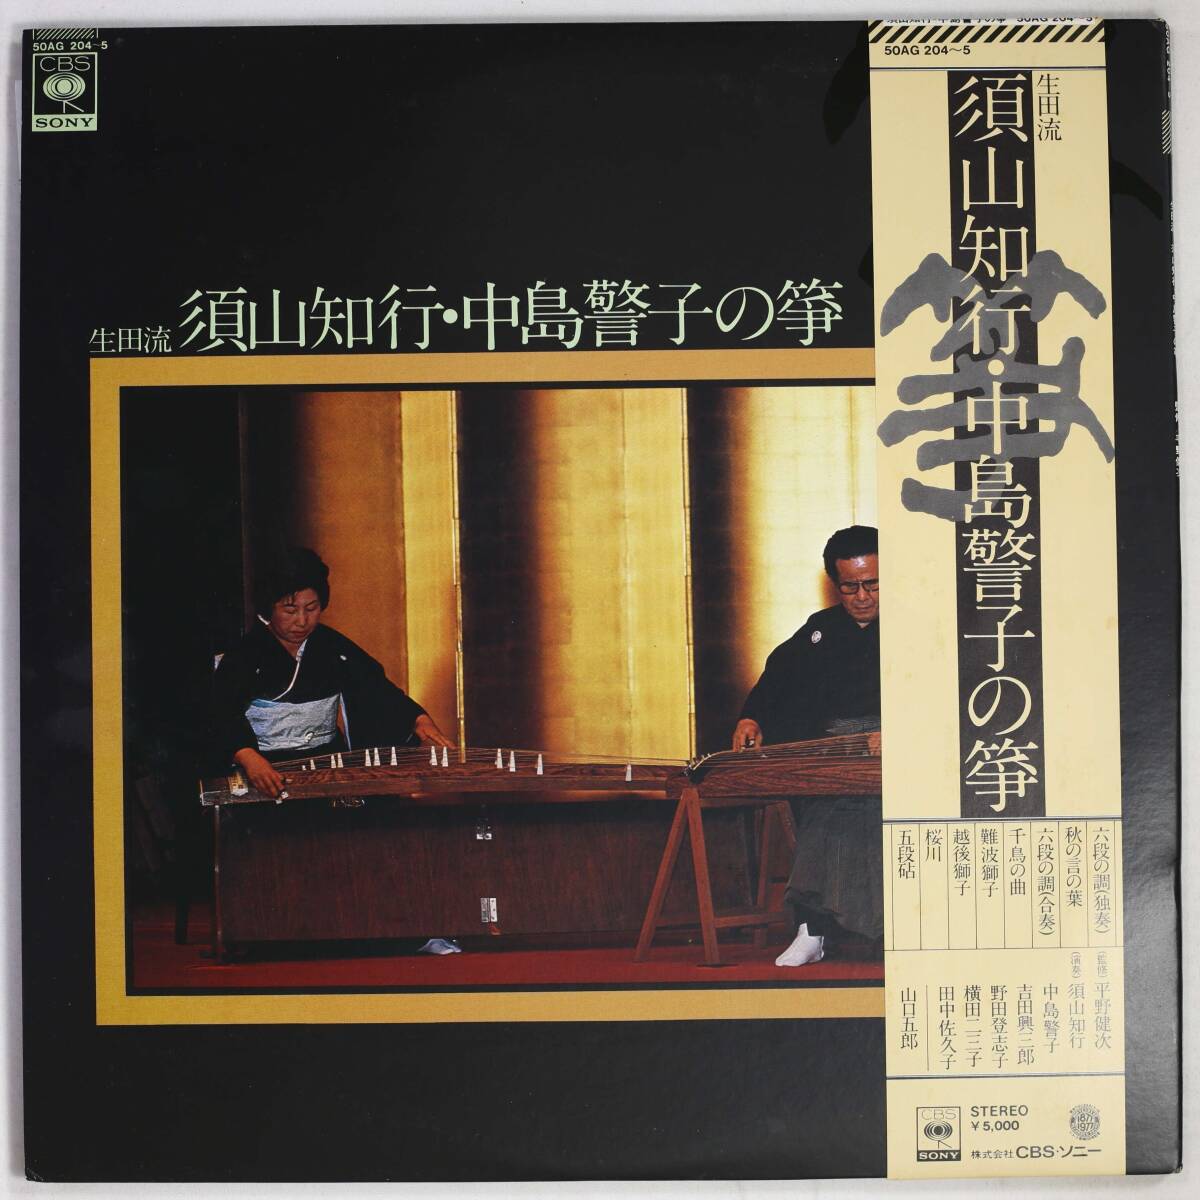 50AG 204~5
CBS
SONY
生田流 須山知行・中島警子の箏
須山知行・中島警子の箏 50AG 204~5
50AG 204~5
生田流
須山知行・中島警子の箏
箏
六段の調(独奏)
秋の言の葉
六段の調(合奏)
千鳥の曲
難波獅子
越後獅子
桜川
五段砧
(監修)平野健次
(演奏)須山知行
中島警子
吉田興三郎
野田登志子
横田二三子
田中佐久子
山口五郎
CBS
SONY
STEREO
¥5,000
株式会社 CBS・ソニー
1877
1977